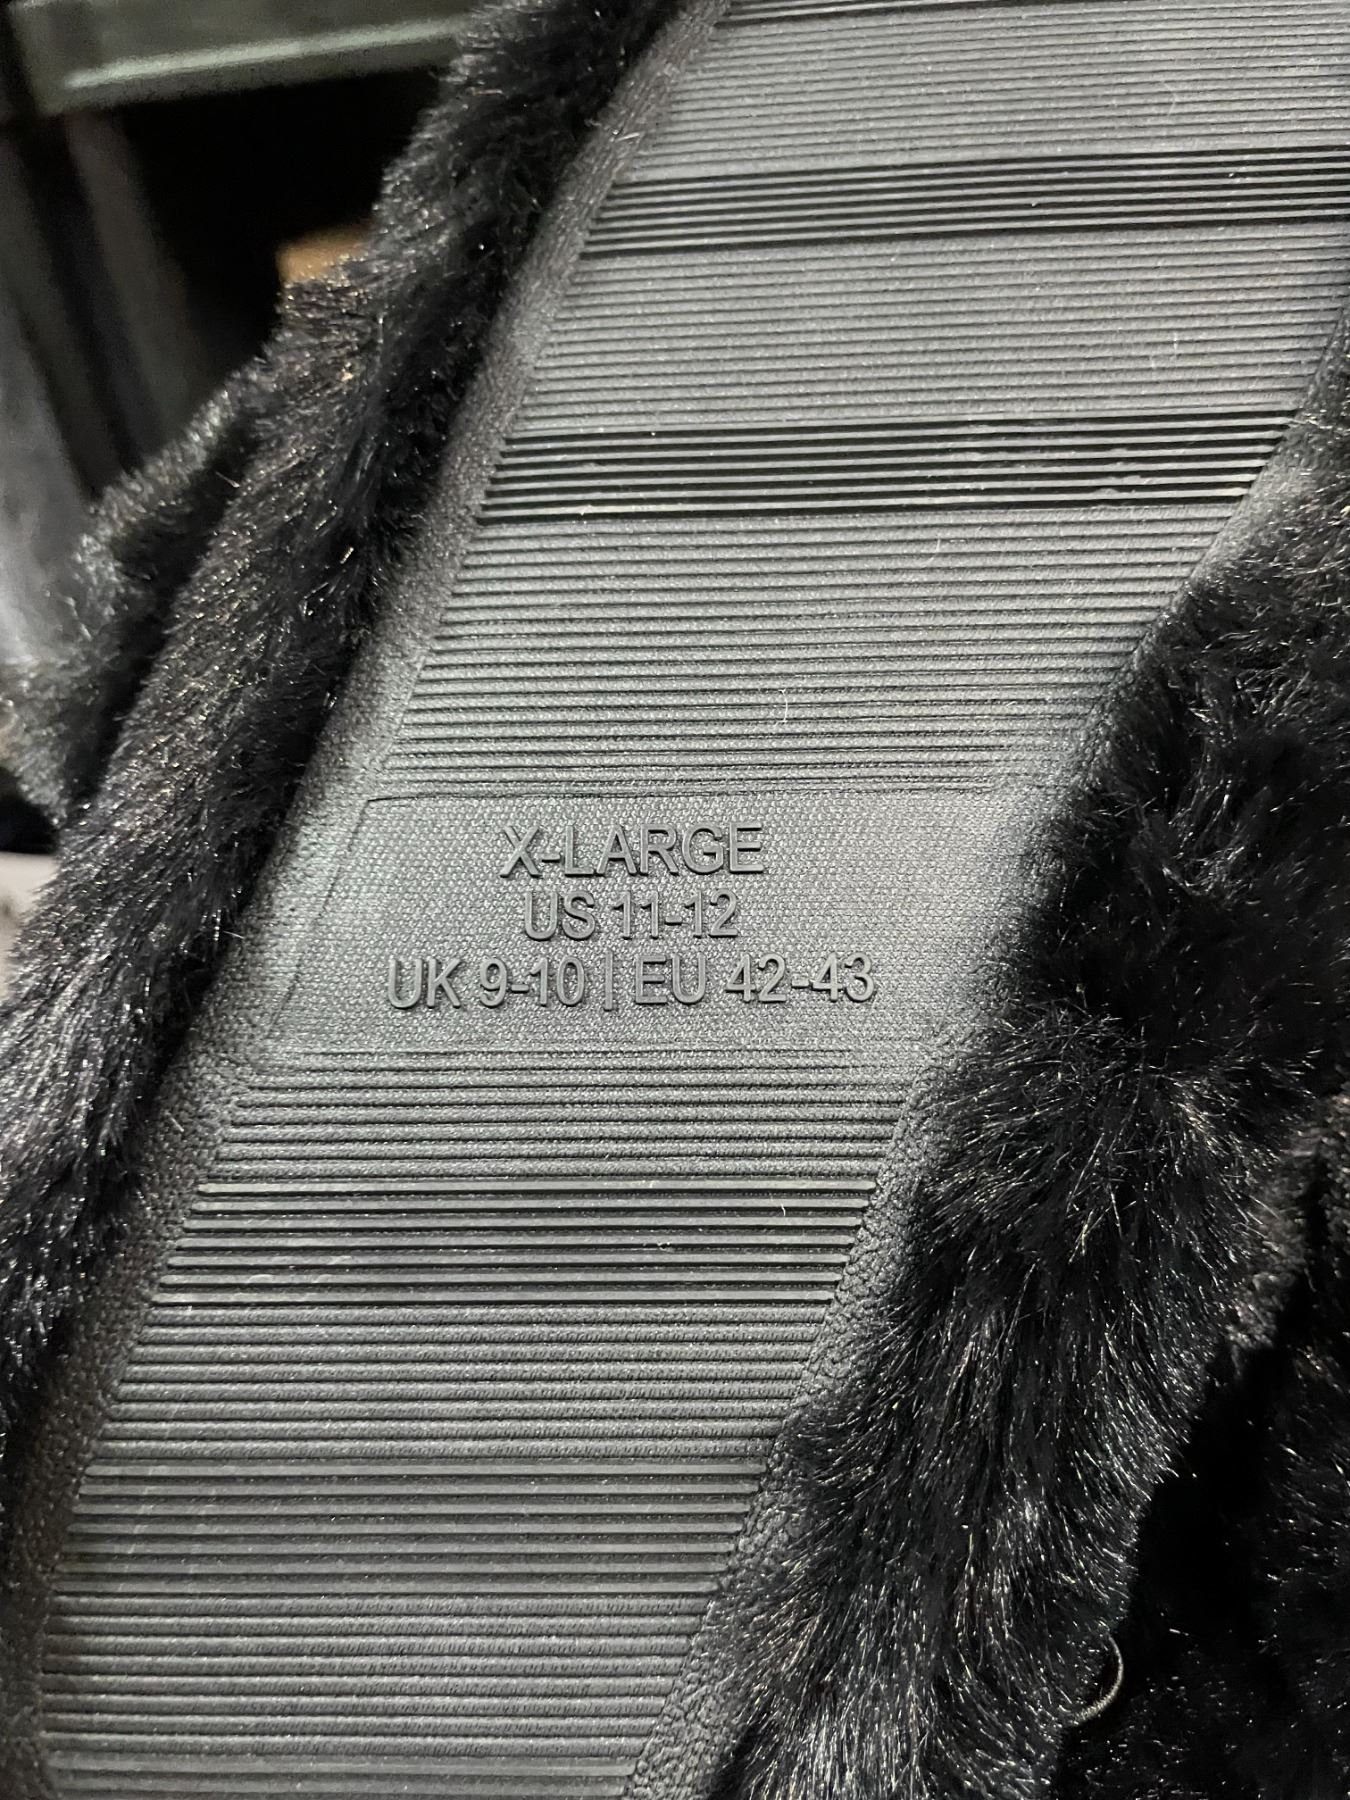 X-LARGE
US 11-12
UK 9-10 | EU 42-43